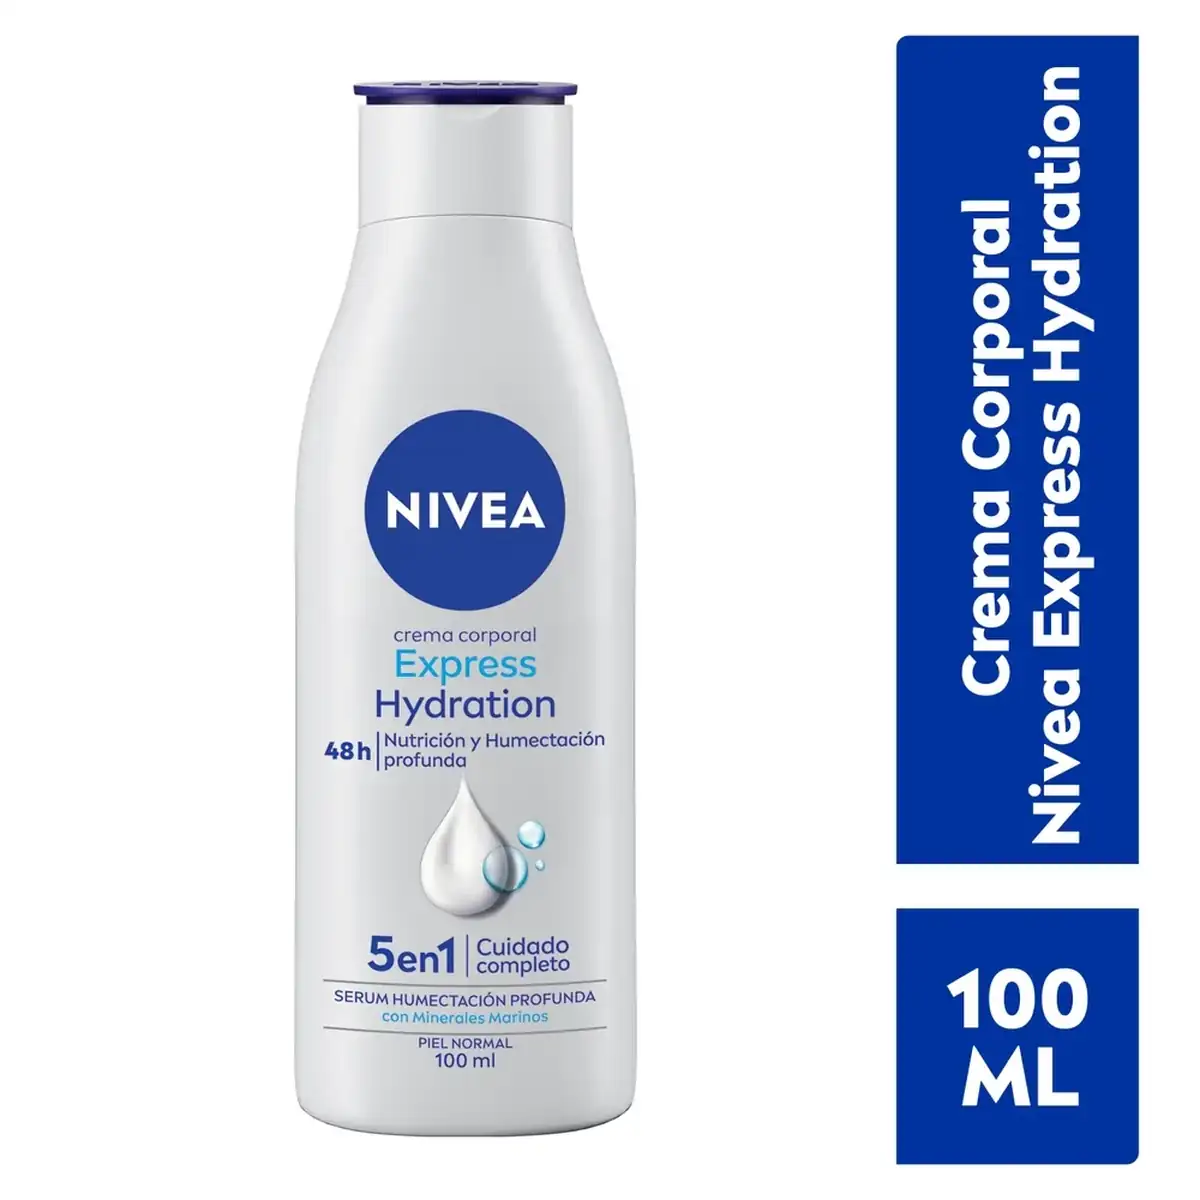 NIVEA
crema corporal
Express
Hydration
48h
Nutrición y Humectación
profunda
5en1
Cuidado
completo
SERUM HUMECTACIÓN PROFUNDA
con Minerales Marinos
PIEL NORMAL
100 ml
Crema Corporal
Nivea Express Hydration
100
ML